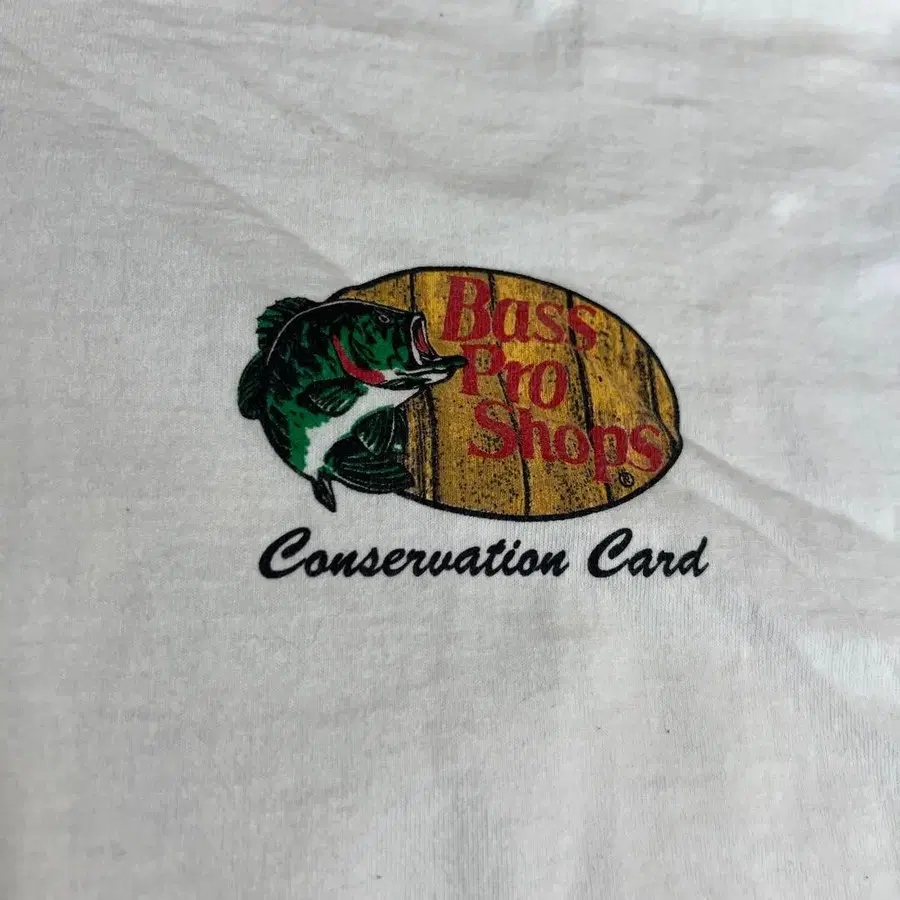 Bass
Pro
Shops
®
Conservation Card